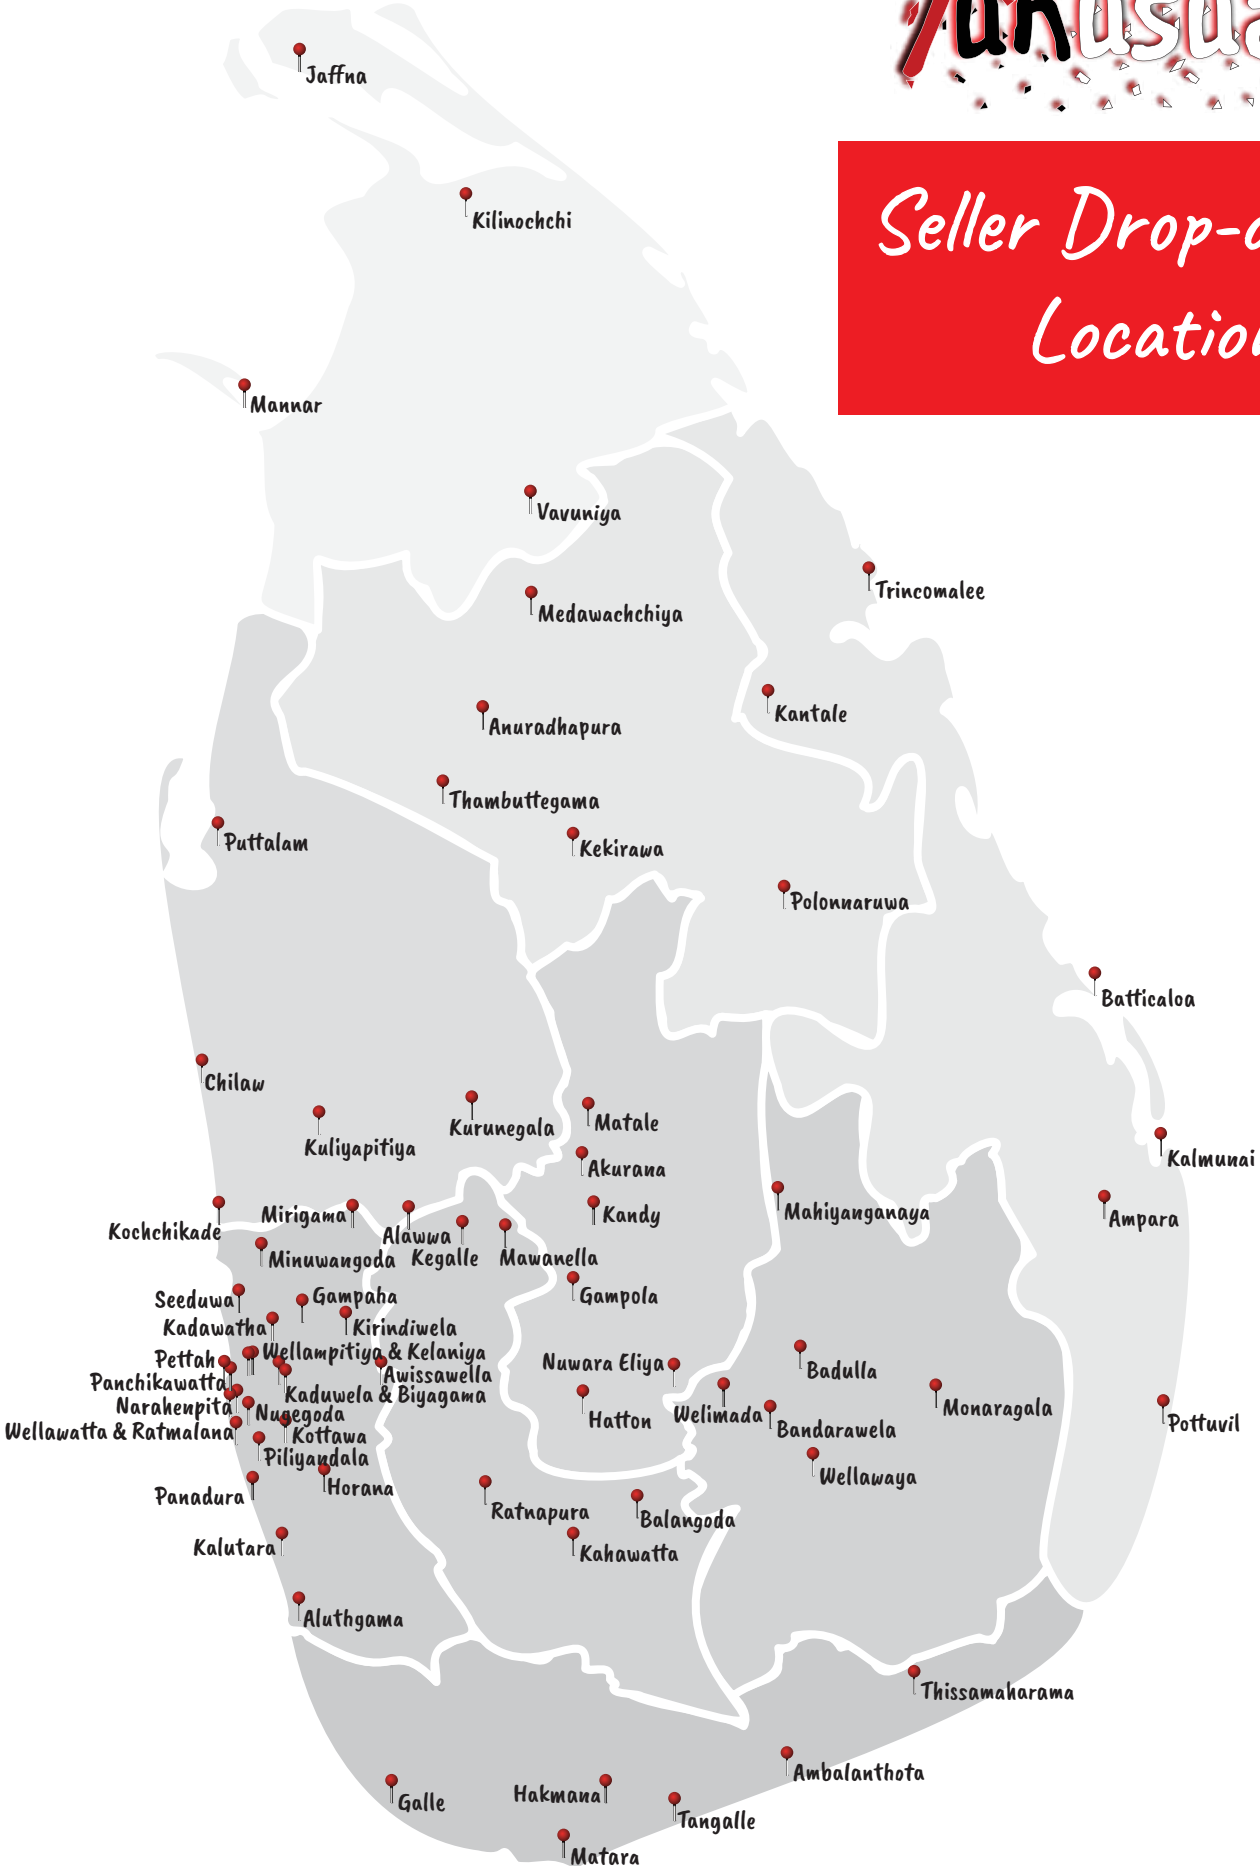 unusua
Seller Drop-o
Location
Jaffna
Kilinochchi
Mannar
Vavuniya
Trincomalee
Medawachchiya
Kantale
Anuradhapura
Thambuttegama
Puttalam
Kekirawa
Polonnaruwa
Batticaloa
Chilaw
Kurunegala
Matale
Kuliyapitiya
Kalmunai
Akurana
Kochchikade
Mirigama
Alawwa
Kandy
Mahiyanganaya
Ampara
Minuwangoda
Kegalle
Mawanella
Seeduwa
Gampaha
Gampola
Kadawatha
Kirindiwela
Pettah
Wellampitiya & Kelaniya
Nuwara Eliya
Badulla
Panchikawatta
Awissawella
Kaduwela & Biyagama
Narahenpita
Nugegoda
Hatton
Welimada
Monaragala
Wellawatta & Ratmalana
Kottawa
Bandarawela
Pottuvil
Piliyandala
Wellawaya
Panadura
Horana
Ratnapura
Balangoda
Kalutara
Kahawatta
Aluthgama
Thissamaharama
Ambalanthota
Galle
Hakmana
Tangalle
Matara